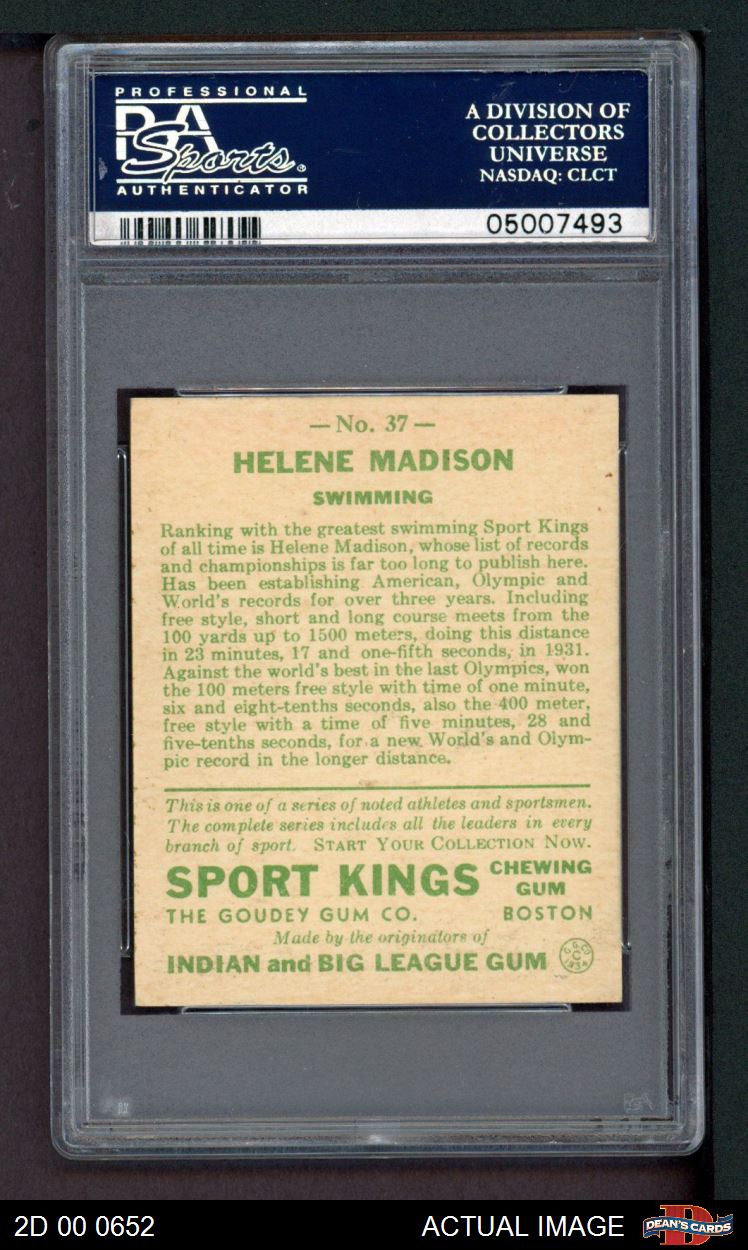 PROFESSIONAL
PSA
Sports
AUTHENTICATOR
A DIVISION OF
COLLECTORS
UNIVERSE
NASDAQ: CLCT
05007493
— No. 37 —
HELENE MADISON
SWIMMING
Ranking with the greatest swimming Sport Kings
of all time is Helene Madison, whose list of records
and championships is far too long to publish here.
Has been establishing American, Olympic and
World's records for over three years. Including
free style, short and long course meets from the
100 yards up to 1500 meters, doing this distance
in 23 minutes, 17 and one-fifth seconds, in 1931.
Against the world's best in the last Olympics, won
the 100 meters free style with time of one minute,
six and eight-tenths seconds, also the 400 meter,
free style with a time of five minutes, 28 and
five-tenths seconds, for a new World's and Olym-
pic record in the longer distance.
This is one of a series of noted athletes and sportsmen.
The complete series includes all the leaders in every
branch of sport. START YOUR COLLECTION NOW.
SPORT KINGS CHEWING GUM
THE GOUDEY GUM CO. BOSTON
Made by the originators of
INDIAN and BIG LEAGUE GUM
G.G.Co.
C
1934
2D 00 0652
ACTUAL IMAGE
D
DEAN'S CARDS